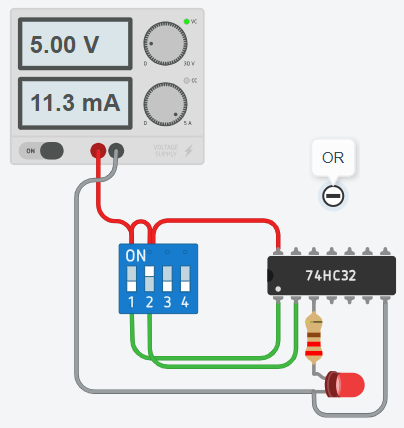 5.00 V
VC
0
30 V
11.3 mA
CC
0
5 A
ON
VOLTAGE
SUPPLY
OR
ON
1 2 3 4
74HC32